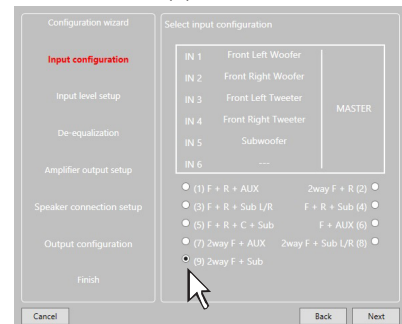 Configuration wizard
Input configuration
Input level setup
De-equalization
Amplifier output setup
Speaker connection setup
Output configuration
Finish
Select input configuration
IN 1 Front Left Woofer
IN 2 Front Right Woofer
IN 3 Front Left Tweeter
IN 4 Front Right Tweeter
IN 5 Subwoofer
IN 6 ---
MASTER
(1) F + R + AUX 2way F + R (2)
(3) F + R + Sub L/R F + R + Sub (4)
(5) F + R + C + Sub F + AUX (6)
(7) 2way F + AUX 2way F + Sub L/R (8)
(9) 2way F + Sub
Cancel Back Next